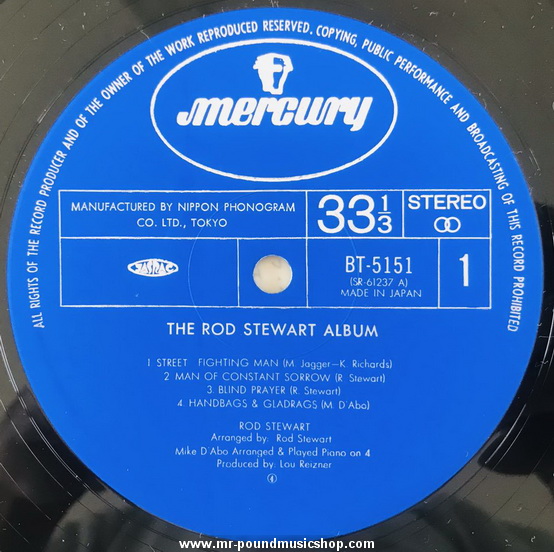 ALL RIGHTS OF THE RECORD PRODUCER AND OF THE OWNER OF THE WORK REPRODUCED RESERVED. COPYING, PUBLIC PERFORMANCE AND BROADCASTING OF THIS RECORD PROHIBITED
mercury
MANUFACTURED BY NIPPON PHONOGRAM
CO. LTD., TOKYO
33 1/3
STEREO
JASRAC
BT-5151
(SR-61237 A)
MADE IN JAPAN
1
THE ROD STEWART ALBUM
1 STREET FIGHTING MAN (M. Jagger—K. Richards)
2 MAN OF CONSTANT SORROW (R. Stewart)
3 BLIND PRAYER (R. Stewart)
4 HANDBAGS & GLADRAGS (M. D'Abo)
ROD STEWART
Arranged by: Rod Stewart
Mike D'Abo Arranged & Played Piano on 4
Produced by: Lou Reizner
www.mr-poundmusicshop.com